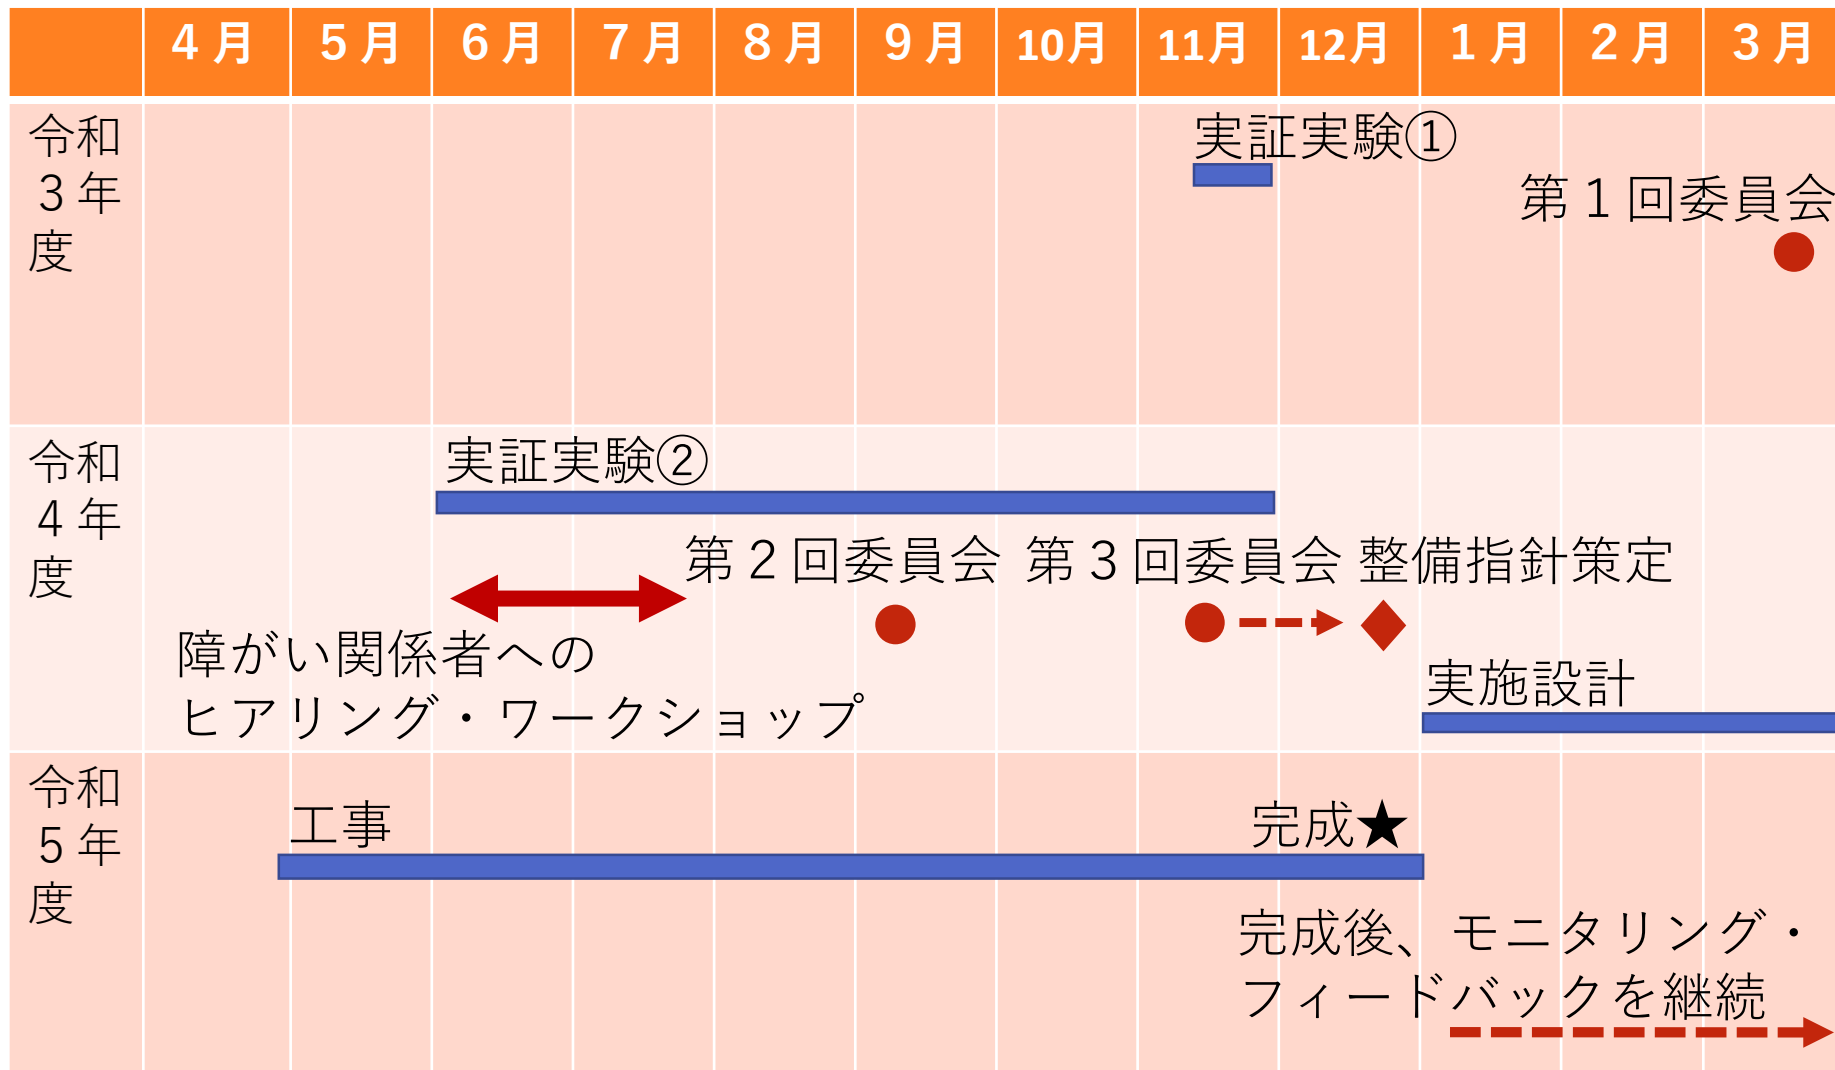 ４月 ５月 ６月 ７月 ８月 ９月 10月 11月 12月 １月 ２月 ３月
令和
３年
度
実証実験①
第１回委員会
令和
４年
度
実証実験②
第２回委員会 第３回委員会 整備指針策定
障がい関係者への
ヒアリング・ワークショップ
実施設計
令和
５年
度
工事
完成★
完成後、モニタリング・
フィードバックを継続